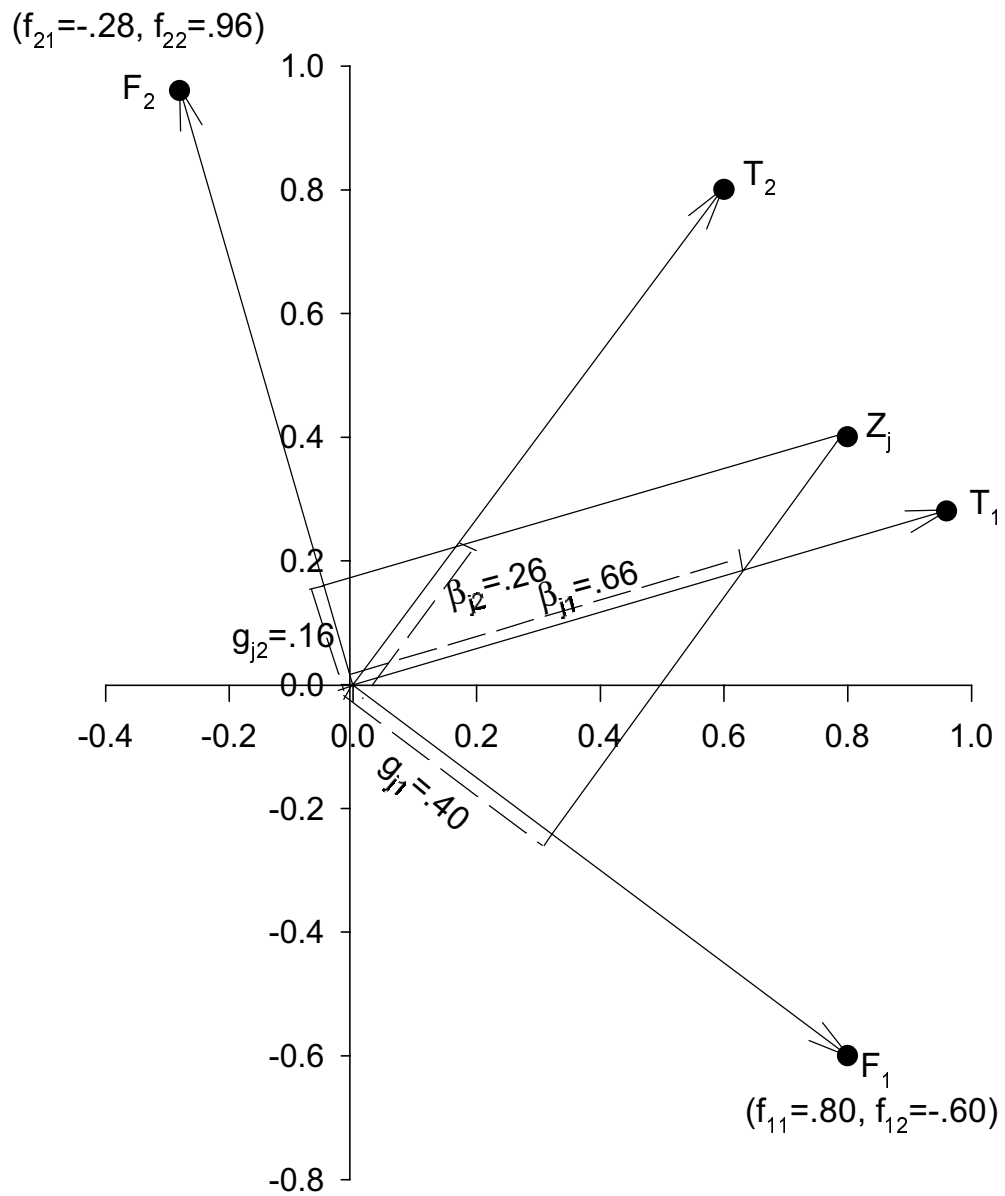 (f21=-.28, f22=.96)
1.0
F2
T2
0.8
0.6
0.4
Zj
T1
0.2
βj2=.26
βj1=.66
gj2=.16
0.0
-0.4 -0.2 0.0 0.2 0.4 0.6 0.8 1.0
gj1=.40
-0.2
-0.4
-0.6
F1
(f11=.80, f12=-.60)
-0.8